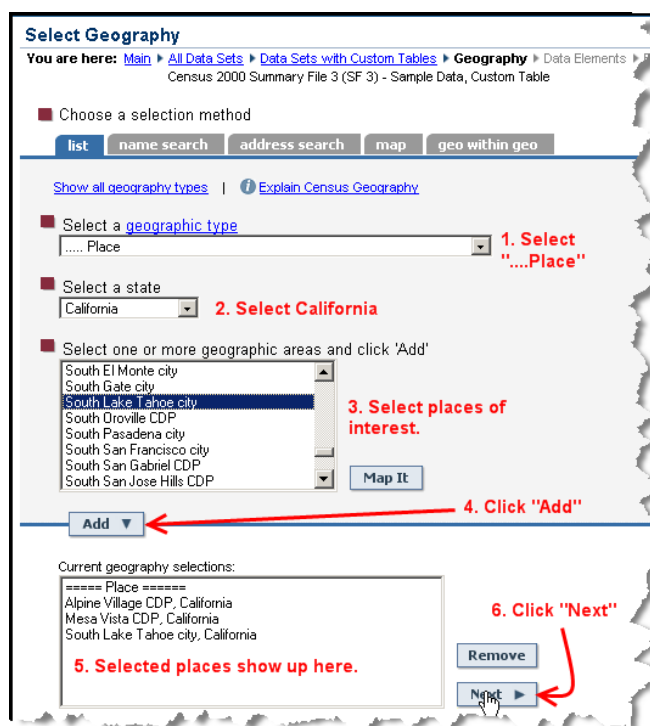 Select Geography
You are here: Main ▶ All Data Sets ▶ Data Sets with Custom Tables ▶ Geography ▶ Data Elements ▶
Census 2000 Summary File 3 (SF 3) - Sample Data, Custom Table
Choose a selection method
list name search address search map geo within geo
Show all geography types | Explain Census Geography
Select a geographic type
..... Place
1. Select
"....Place"
Select a state
California
2. Select California
Select one or more geographic areas and click 'Add'
South El Monte city
South Gate city
South Lake Tahoe city
South Oroville CDP
South Pasadena city
South San Francisco city
South San Gabriel CDP
South San Jose Hills CDP
3. Select places of
interest.
Map It
4. Click "Add"
Add ▼
Current geography selections:
===== Place ======
Alpine Village CDP, California
Mesa Vista CDP, California
South Lake Tahoe city, California
5. Selected places show up here.
6. Click "Next"
Remove
Next ▶